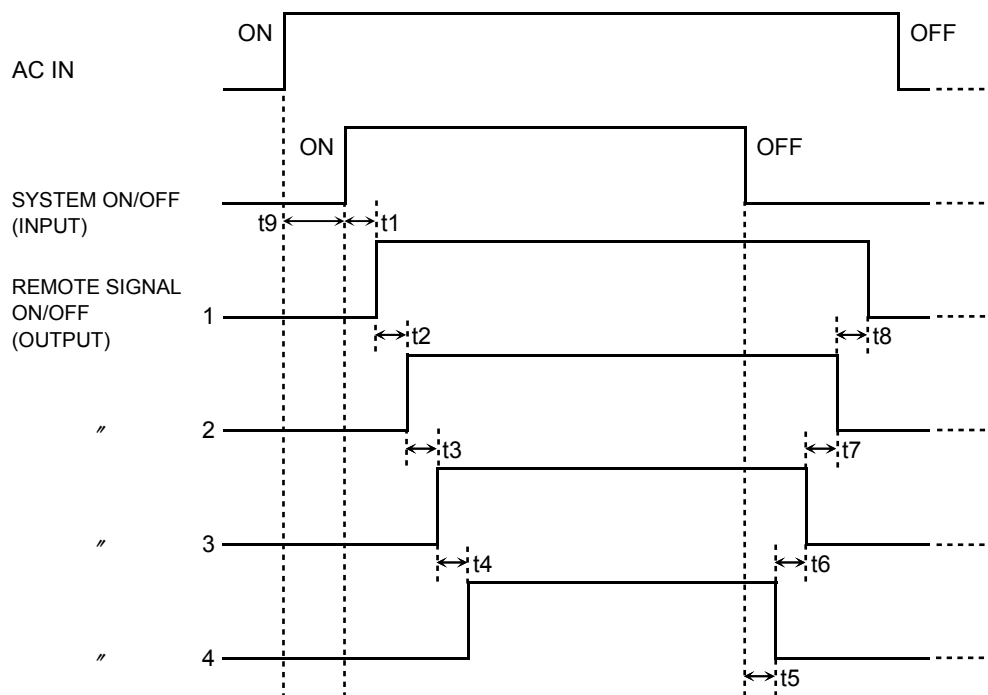 ON
OFF
AC IN
ON
OFF
SYSTEM ON/OFF
(INPUT)
t9
t1
REMOTE SIGNAL
ON/OFF
(OUTPUT)
1
t2
t8
〃 2
t3
t7
〃 3
t4
t6
〃 4
t5